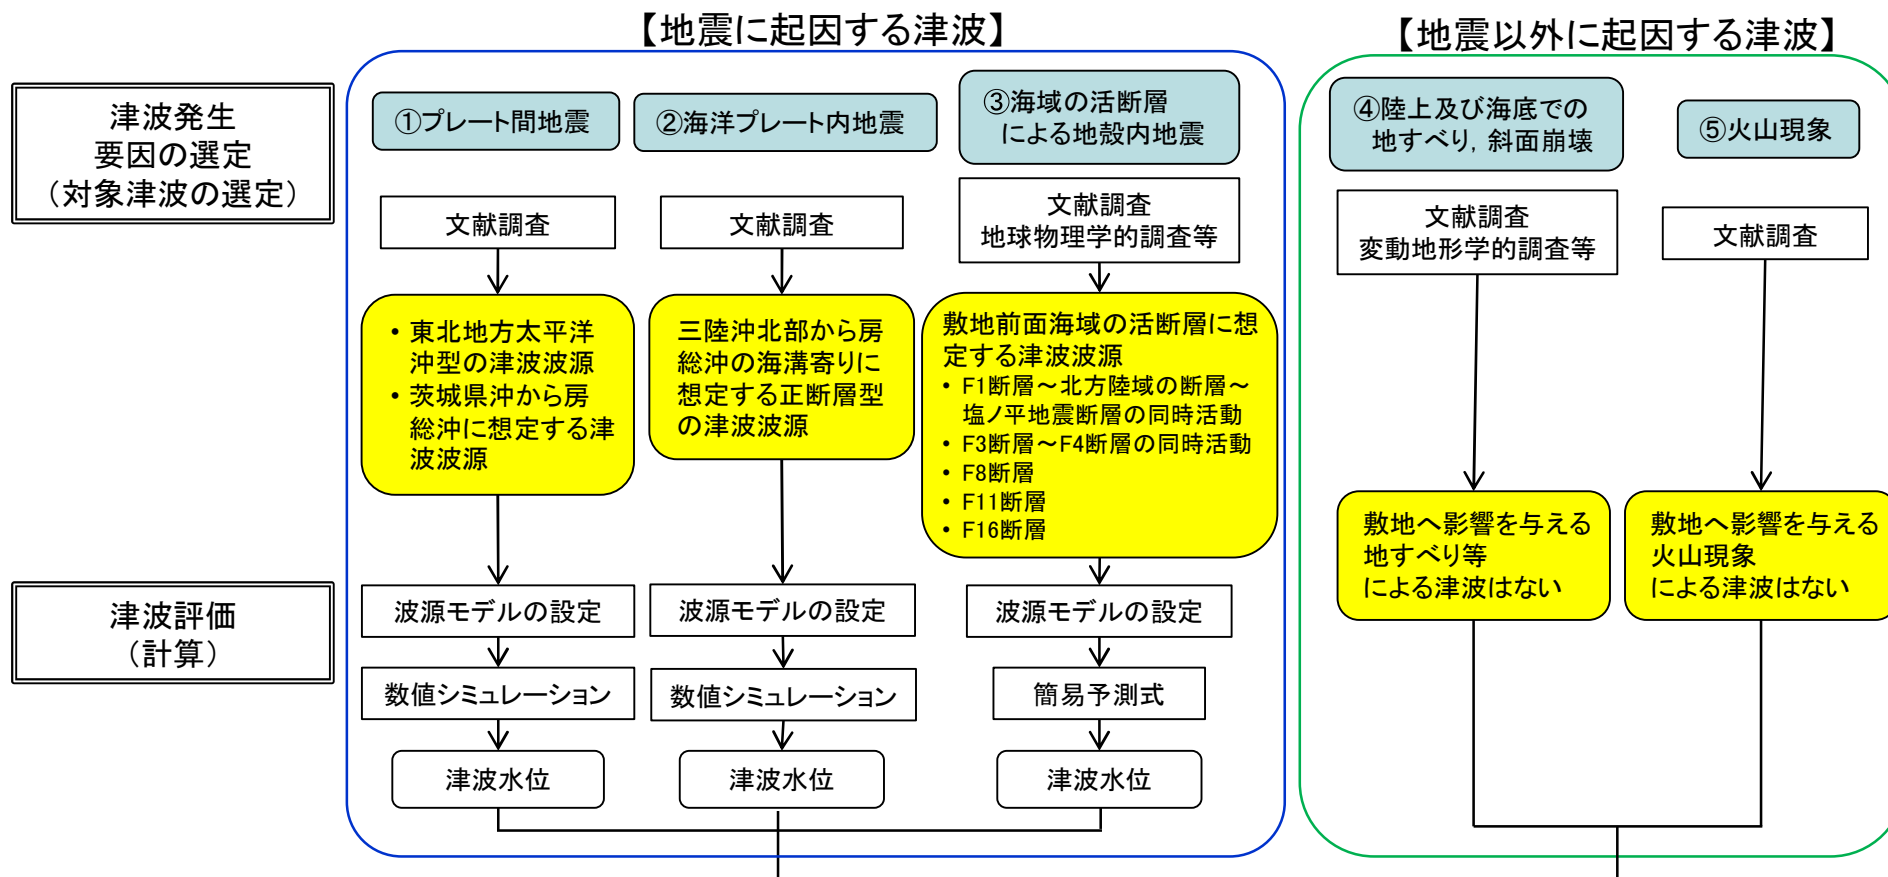 【地震に起因する津波】
【地震以外に起因する津波】
津波発生
要因の選定
（対象津波の選定）
①プレート間地震
②海洋プレート内地震
③海域の活断層
による地殻内地震
④陸上及び海底での
地すべり，斜面崩壊
⑤火山現象
文献調査
文献調査
文献調査
地球物理学的調査等
文献調査
変動地形学的調査等
文献調査
• 東北地方太平洋
沖型の津波波源
• 茨城県沖から房
総沖に想定する津
波波源
三陸沖北部から房
総沖の海溝寄りに
想定する正断層型
の津波波源
敷地前面海域の活断層に想
定する津波波源
• F1断層～北方陸域の断層～
塩ノ平地震断層の同時活動
• F3断層～F4断層の同時活動
• F8断層
• F11断層
• F16断層
敷地へ影響を与える
地すべり等
による津波はない
敷地へ影響を与える
火山現象
による津波はない
津波評価
（計算）
波源モデルの設定
波源モデルの設定
波源モデルの設定
数値シミュレーション
数値シミュレーション
簡易予測式
津波水位
津波水位
津波水位